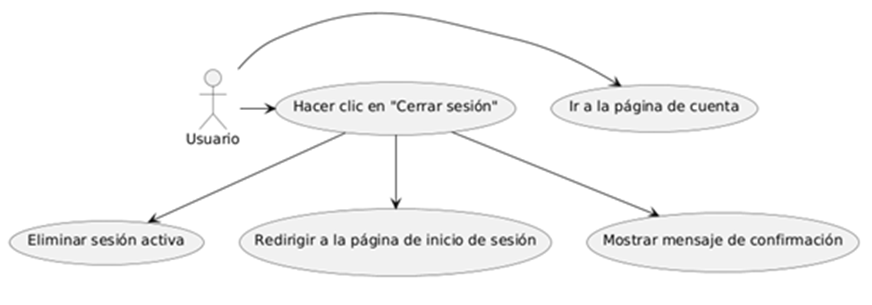 Hacer clic en "Cerrar sesión"
Ir a la página de cuenta
Usuario
Eliminar sesión activa
Redirigir a la página de inicio de sesión
Mostrar mensaje de confirmación